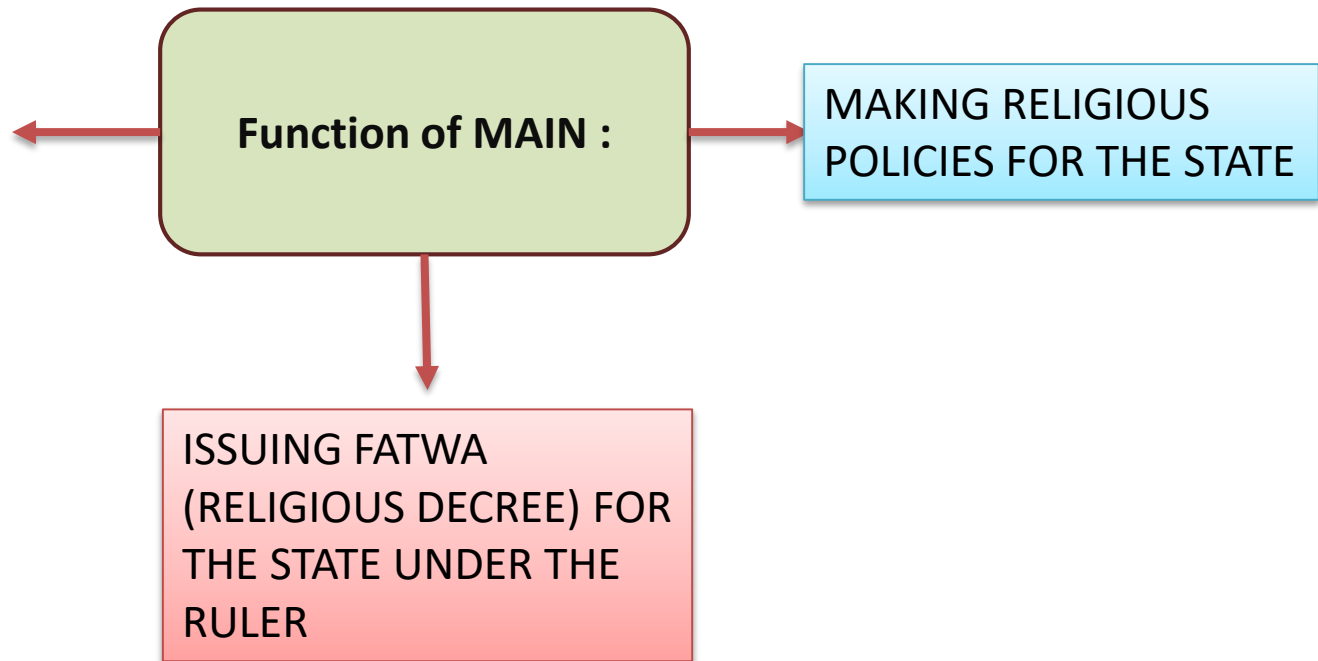 Function of MAIN :
MAKING RELIGIOUS
POLICIES FOR THE STATE
ISSUING FATWA
(RELIGIOUS DECREE) FOR
THE STATE UNDER THE
RULER